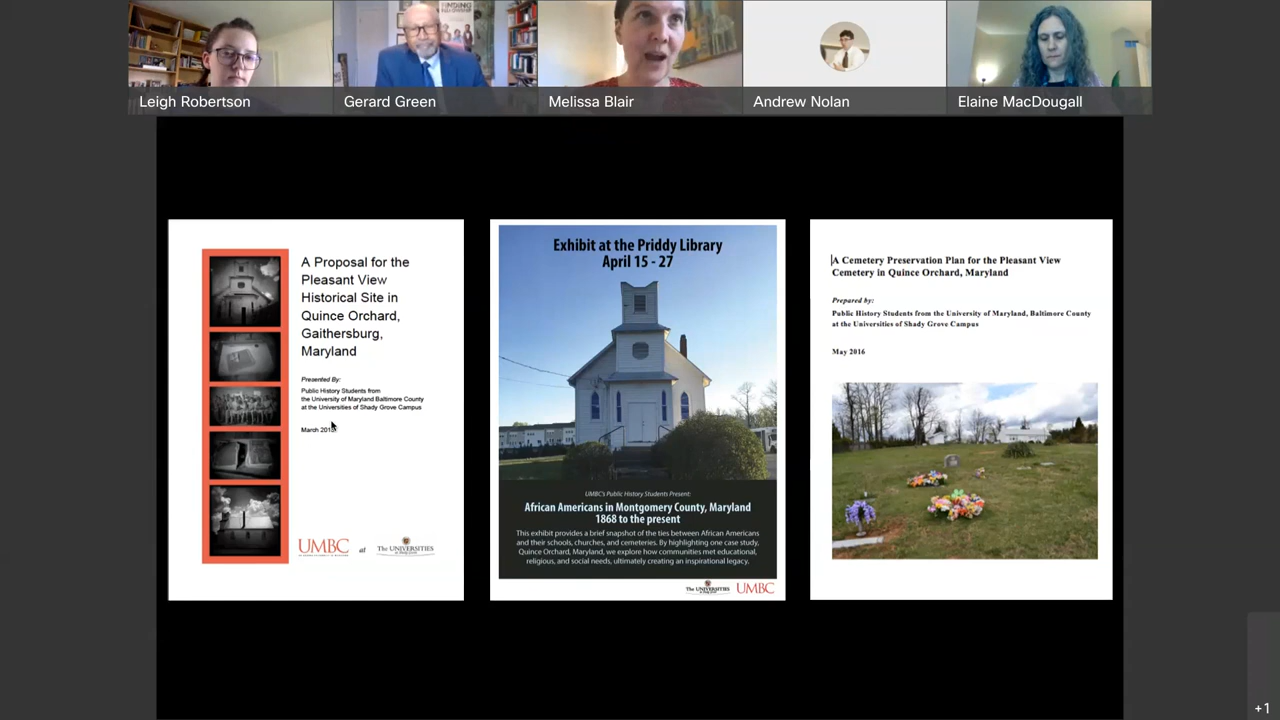 Leigh Robertson
Gerard Green
Melissa Blair
Andrew Nolan
Elaine MacDougall
A Proposal for the
Pleasant View
Historical Site in
Quince Orchard,
Gaithersburg,
Maryland
Presented By:
Public History Students from
the University of Maryland Baltimore County
at the Universities of Shady Grove Campus
March
UMBC at The UNIVERSITIES
Exhibit at the Priddy Library
April 15 - 27
UMBC's Public History Students Present:
African Americans in Montgomery County, Maryland
1868 to the present
This exhibit provides a brief snapshot of the ties between African Americans
and their schools, churches, and cemeteries. By highlighting one case study,
Quince Orchard, Maryland, we explore how communities met educational,
religious, and social needs, ultimately creating an inspirational legacy.
The UNIVERSITIES UMBC
A Cemetery Preservation Plan for the Pleasant View
Cemetery in Quince Orchard, Maryland
Prepared by:
Public History Students from the University of Maryland, Baltimore County
at the Universities of Shady Grove Campus
May 2016
+1